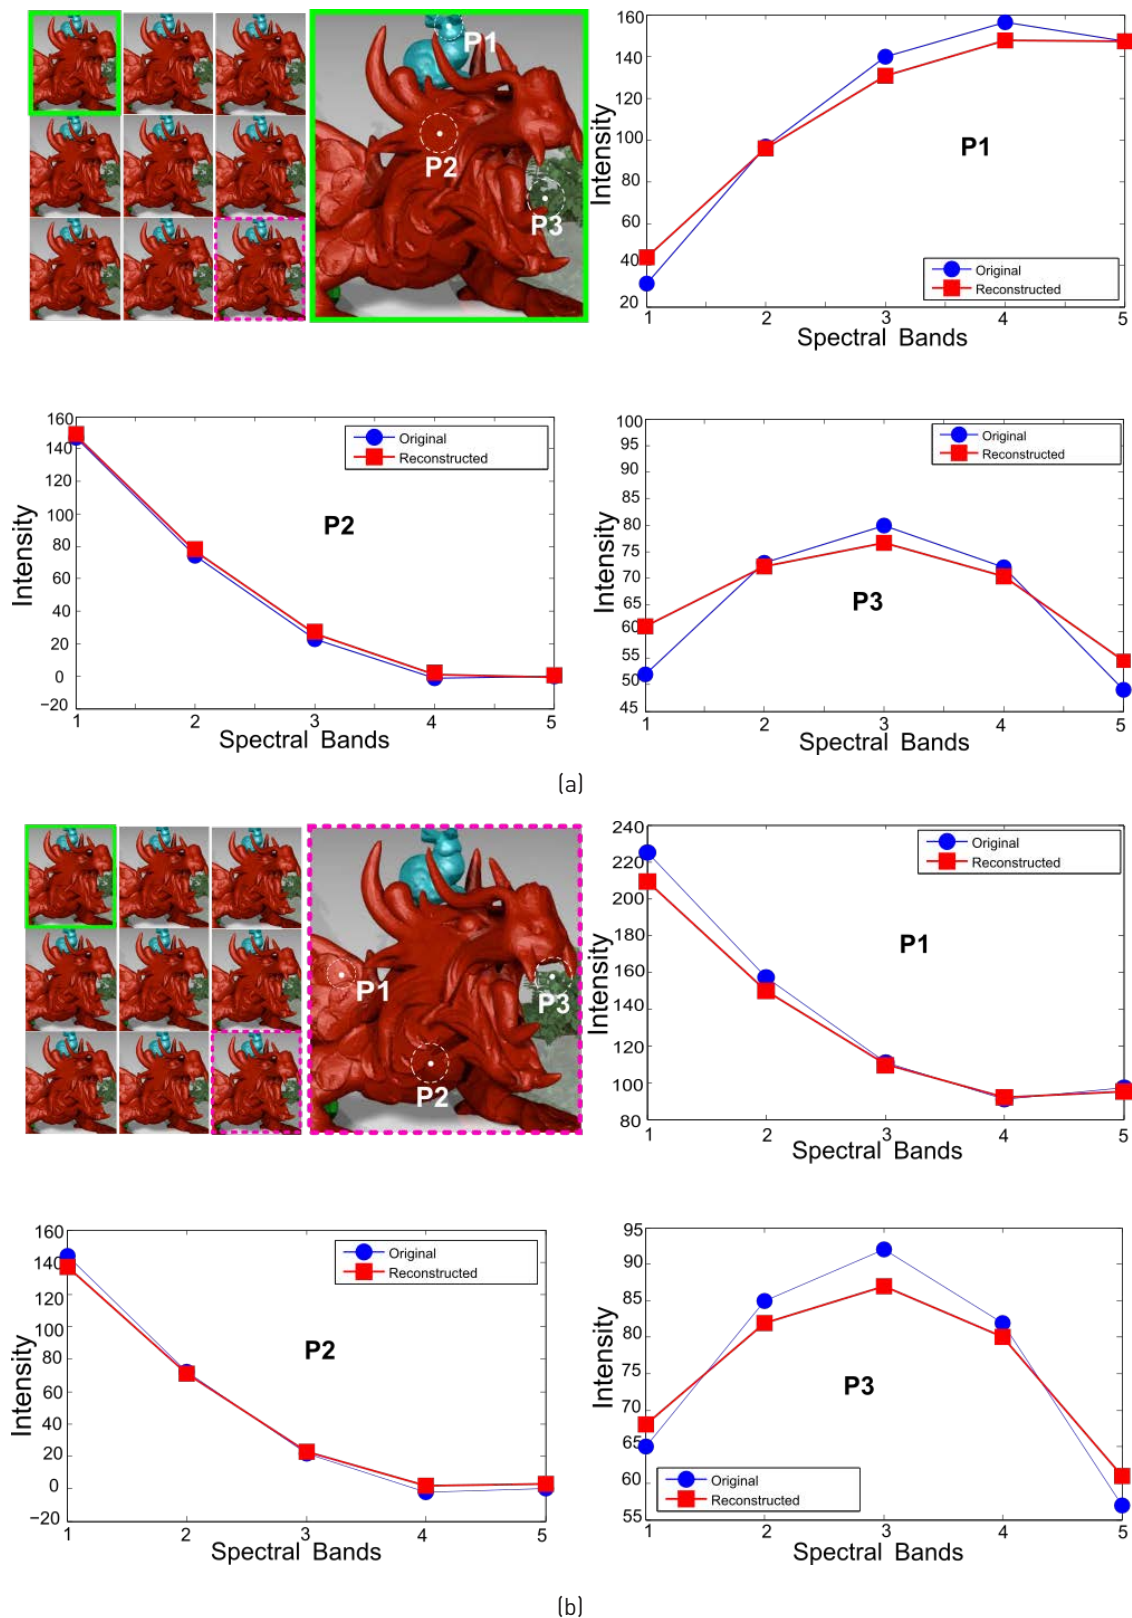 P1
P2
P3
160
140
120
100
80
60
40
20
Intensity
P1
Original
Reconstructed
1 2 3 4 5
Spectral Bands
160
140
120
100
80
60
40
20
0
−20
Intensity
P2
Original
Reconstructed
1 2 3 4 5
Spectral Bands
100
95
90
85
80
75
70
65
60
55
50
45
Intensity
P3
Original
Reconstructed
1 2 3 4 5
Spectral Bands
(a)
P1
P3
P2
240
220
200
180
160
140
120
100
80
Intensity
P1
Original
Reconstructed
1 2 3 4 5
Spectral Bands
160
140
120
100
80
60
40
20
0
−20
Intensity
P2
Original
Reconstructed
1 2 3 4 5
Spectral Bands
95
90
85
80
75
70
65
60
55
Intensity
P3
Original
Reconstructed
1 2 3 4 5
Spectral Bands
(b)